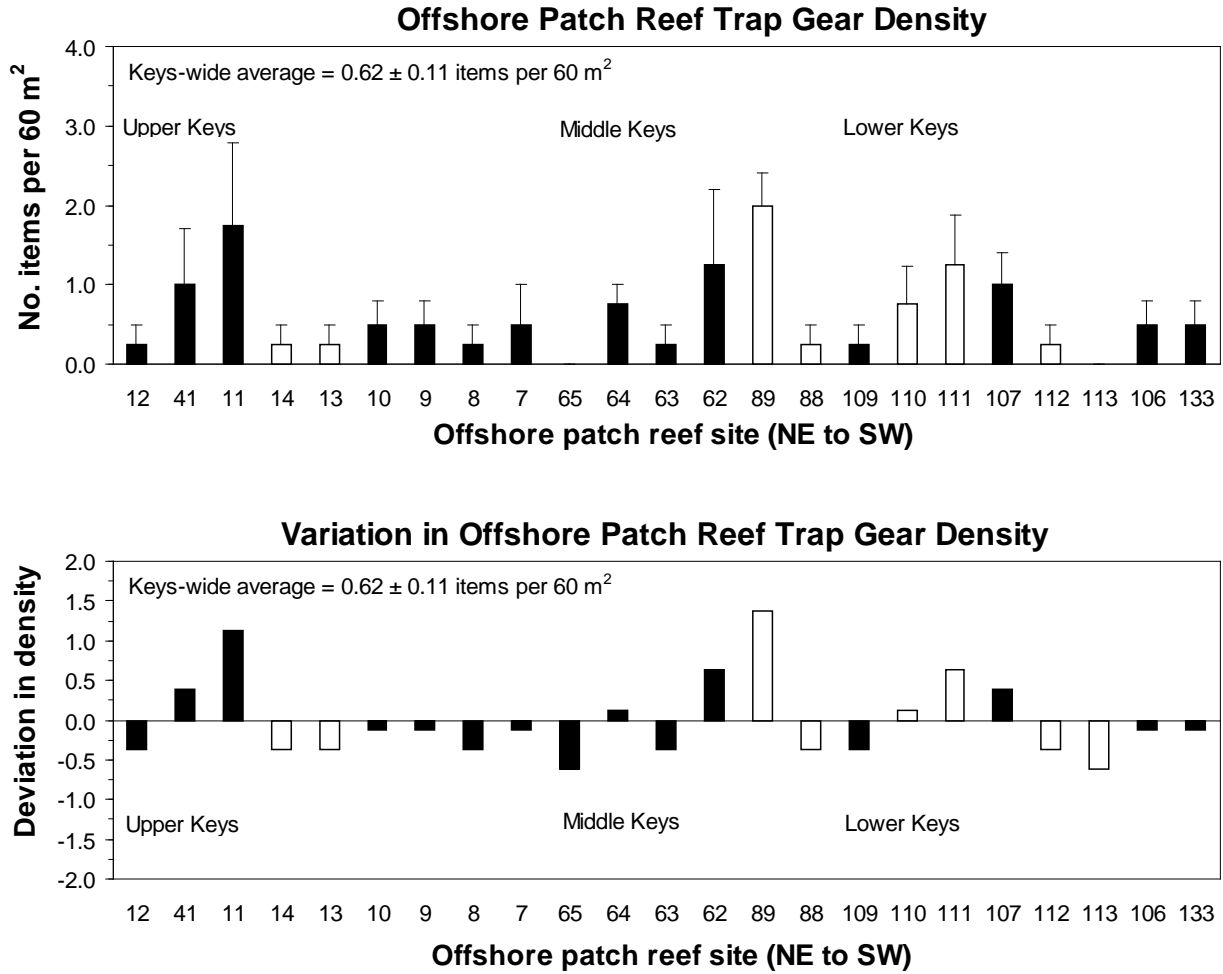 Offshore Patch Reef Trap Gear Density
No. items per 60 m²
4.0
3.0
2.0
1.0
0.0
Keys-wide average = 0.62 ± 0.11 items per 60 m²
Upper Keys
Middle Keys
Lower Keys
12 41 11 14 13 10 9 8 7 65 64 63 62 89 88 109 110 111 107 112 113 106 133
Offshore patch reef site (NE to SW)
Variation in Offshore Patch Reef Trap Gear Density
Deviation in density
2.0
1.5
1.0
0.5
0.0
-0.5
-1.0
-1.5
-2.0
Keys-wide average = 0.62 ± 0.11 items per 60 m²
Upper Keys
Middle Keys
Lower Keys
12 41 11 14 13 10 9 8 7 65 64 63 62 89 88 109 110 111 107 112 113 106 133
Offshore patch reef site (NE to SW)